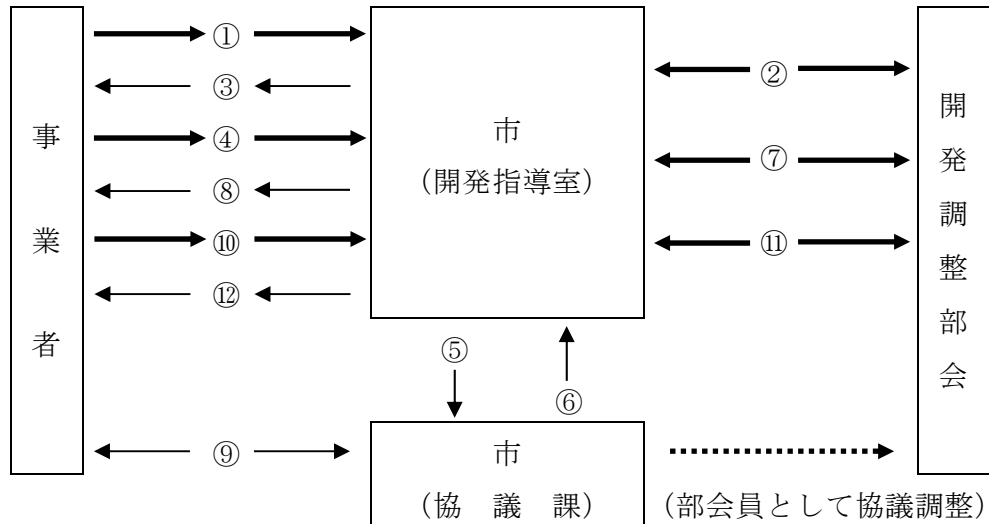 事業者
①
③
④
⑧
⑩
⑫
⑨
市
（開発指導室）
⑤
⑥
市
（協　議　課）
②
⑦
⑪
（部会員として協議調整）
開発調整部会